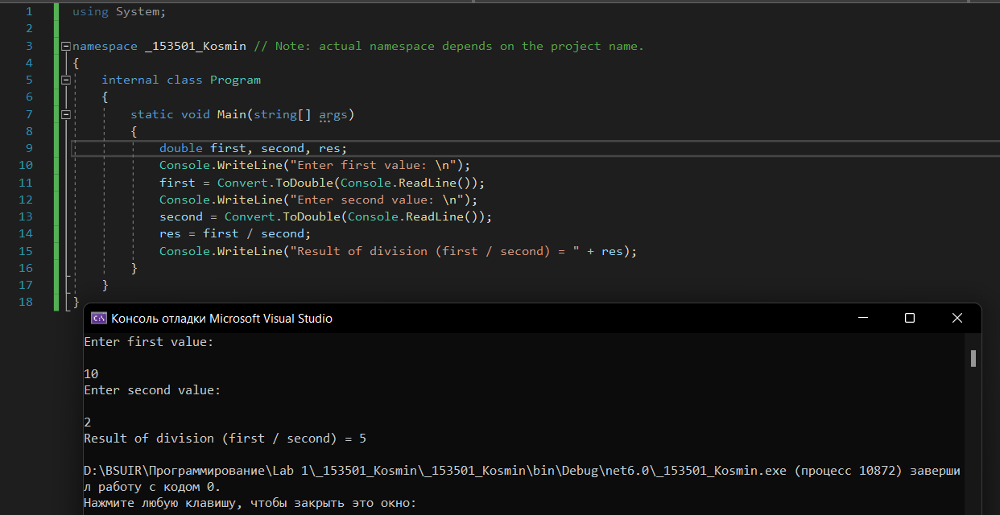 1 using System;
2
3 namespace _153501_Kosmin // Note: actual namespace depends on the project name.
4 {
5 internal class Program
6 {
7 static void Main(string[] args)
8 {
9 double first, second, res;
10 Console.WriteLine("Enter first value: \n");
11 first = Convert.ToDouble(Console.ReadLine());
12 Console.WriteLine("Enter second value: \n");
13 second = Convert.ToDouble(Console.ReadLine());
14 res = first / second;
15 Console.WriteLine("Result of division (first / second) = " + res);
16 }
17 }
18 }
C:\ Консоль отладки Microsoft Visual Studio
Enter first value:
10
Enter second value:
2
Result of division (first / second) = 5
D:\BSUIR\Программирование\Lab 1\_153501_Kosmin\_153501_Kosmin\bin\Debug\net6.0\_153501_Kosmin.exe (процесс 10872) заверши
л работу с кодом 0.
Нажмите любую клавишу, чтобы закрыть это окно: